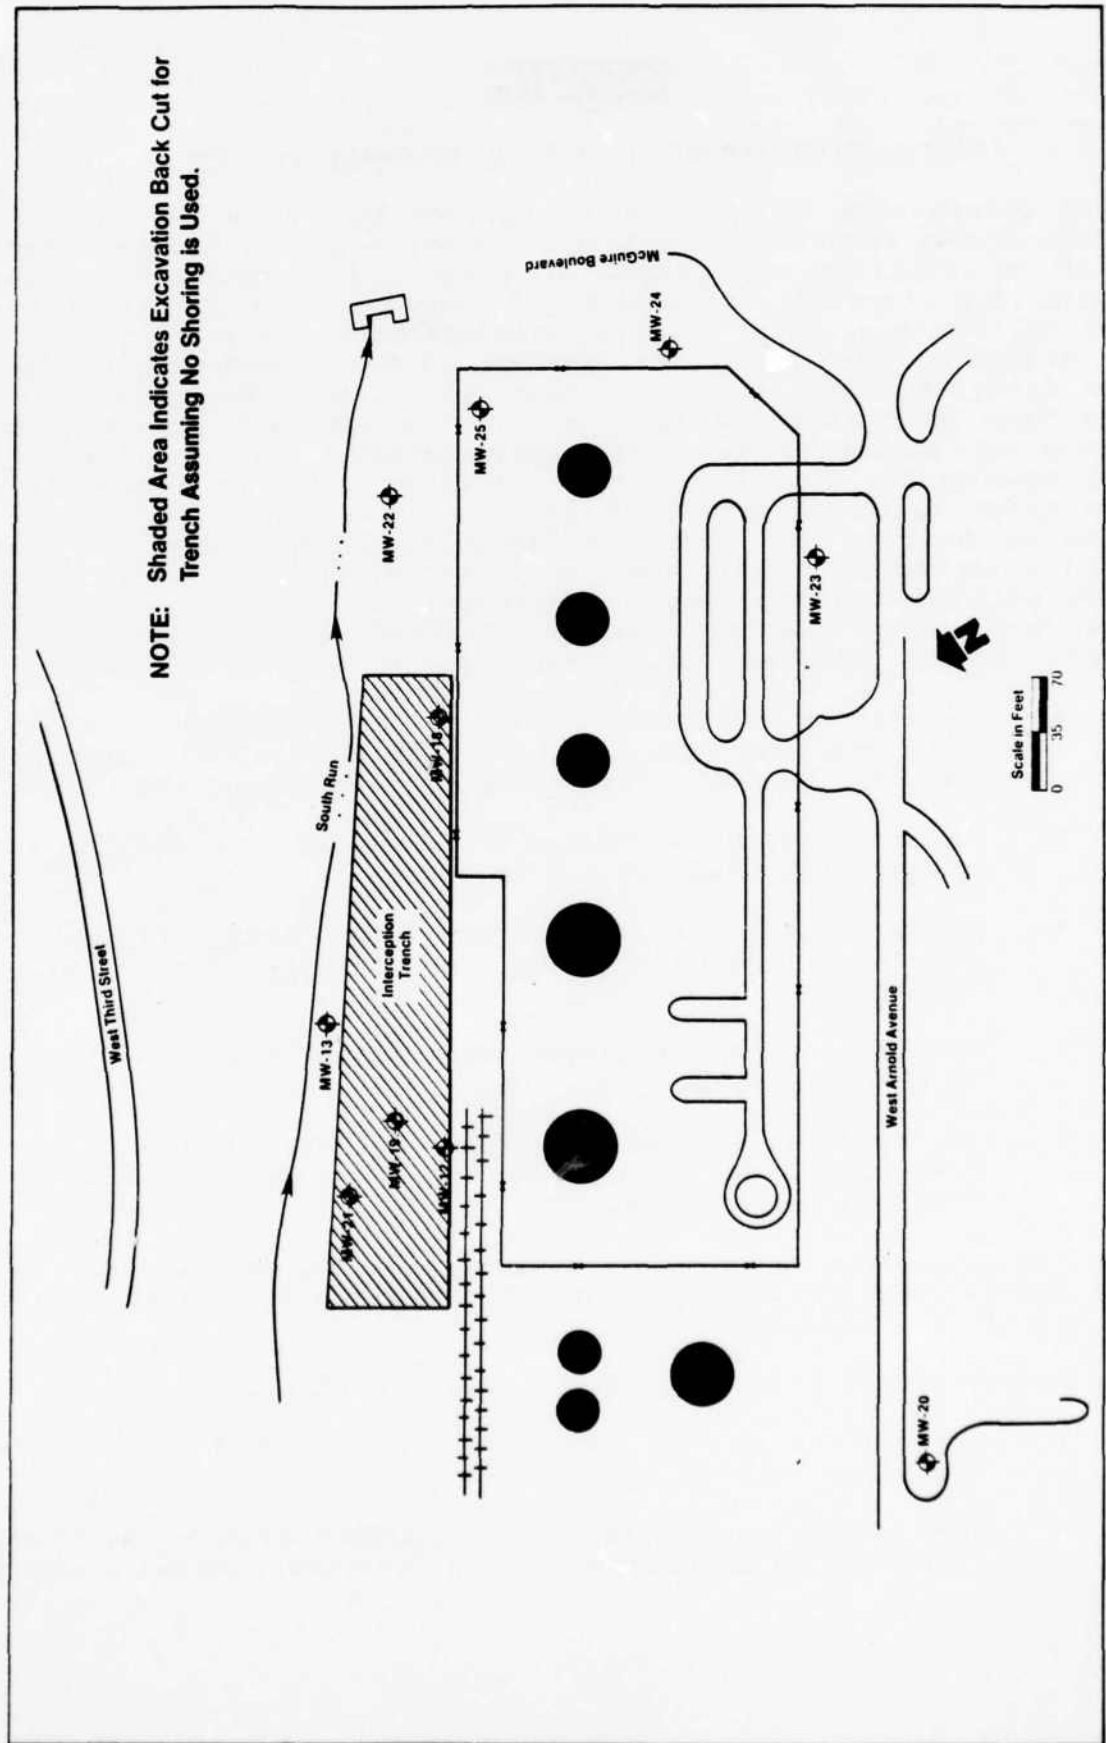 NOTE: Shaded Area Indicates Excavation Back Cut for
Trench Assuming No Shoring is Used.
West Third Street
South Run
McGuire Boulevard
MW-24
MW-25
MW-22
MW-18
MW-13
Interception
Trench
MW-19
MW-12
MW-21
MW-23
N
Scale in Feet
0 35 70
West Arnold Avenue
MW-20